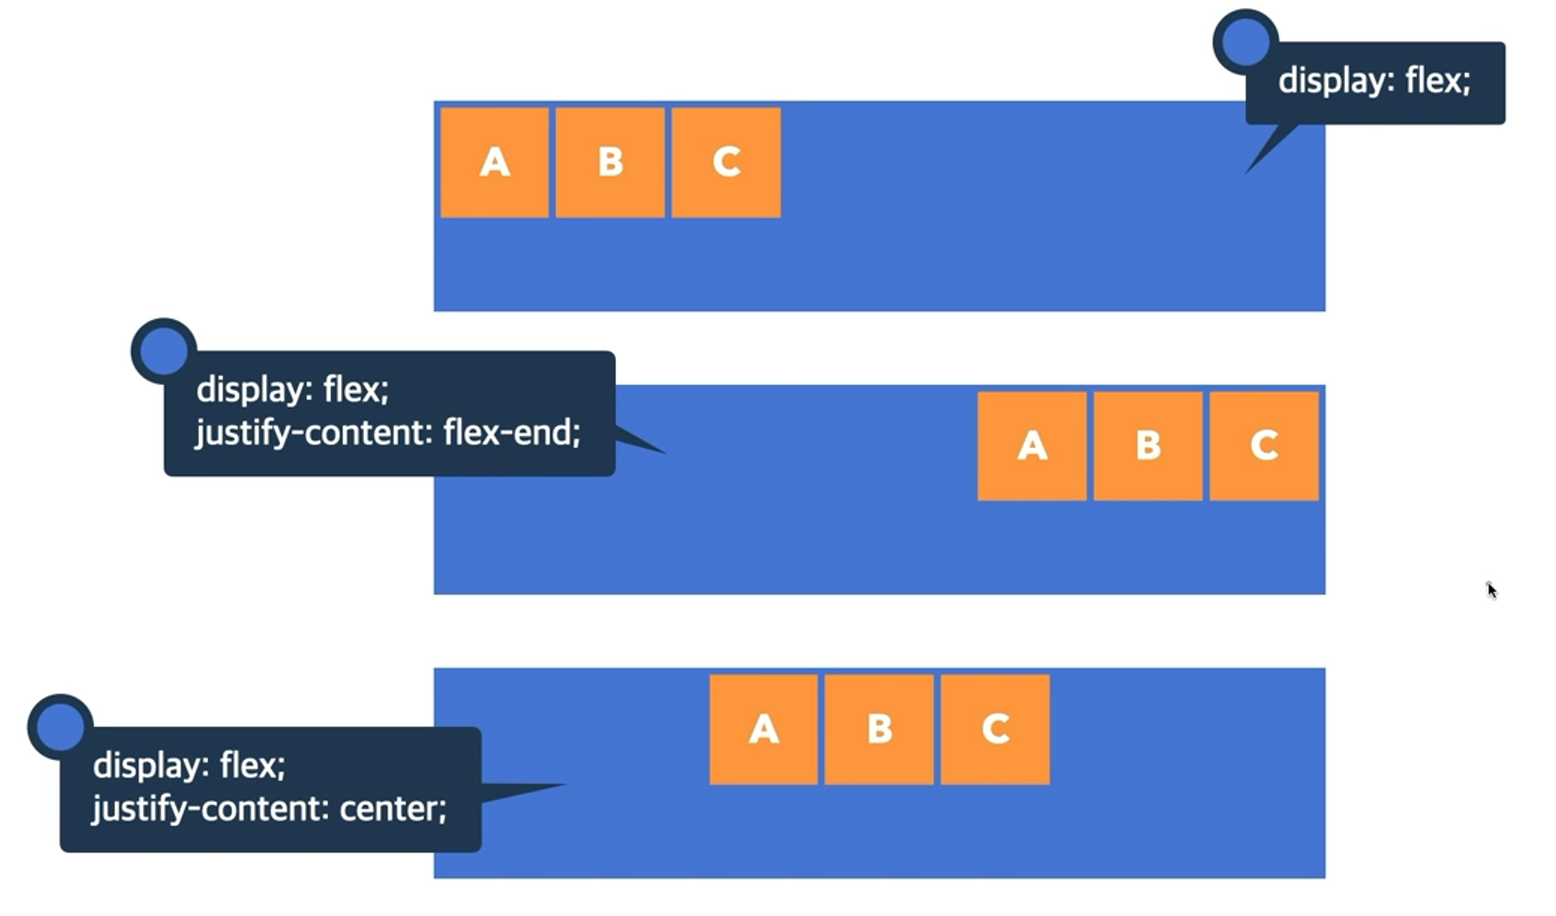 display: flex;
A B C
display: flex;
justify-content: flex-end;
A B C
display: flex;
justify-content: center;
A B C